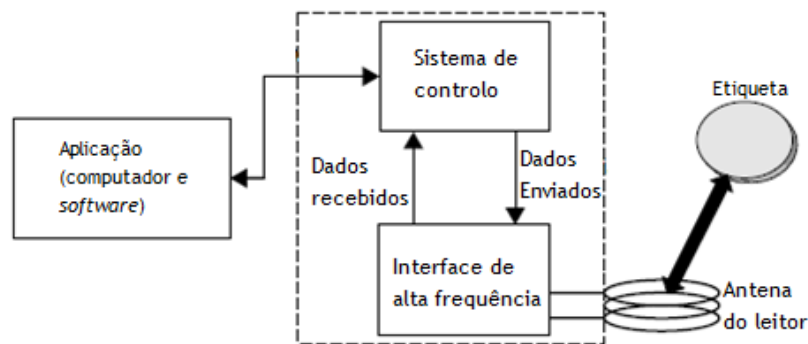 Aplicação
(computador e
software)
Sistema de
controlo
Dados
recebidos
Dados
Enviados
Interface de
alta frequência
Etiqueta
Antena
do leitor